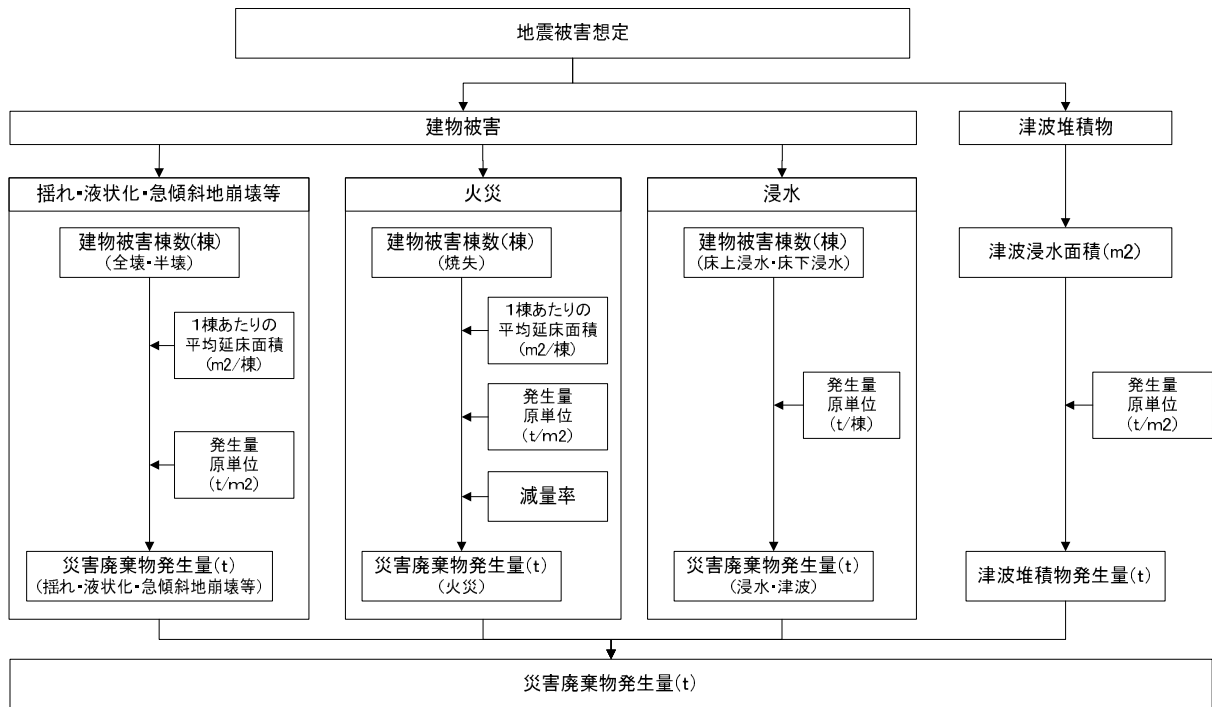 地震被害想定
建物被害
津波堆積物
揺れ・液状化・急傾斜地崩壊等
建物被害棟数(棟)
(全壊・半壊)
1棟あたりの
平均延床面積
(m2/棟)
発生量
原単位
(t/m2)
災害廃棄物発生量(t)
(揺れ・液状化・急傾斜地崩壊等)
火災
建物被害棟数(棟)
(焼失)
1棟あたりの
平均延床面積
(m2/棟)
発生量
原単位
(t/m2)
減量率
災害廃棄物発生量(t)
(火災)
浸水
建物被害棟数(棟)
(床上浸水・床下浸水)
発生量
原単位
(t/棟)
災害廃棄物発生量(t)
(浸水・津波)
津波浸水面積(m2)
発生量
原単位
(t/m2)
津波堆積物発生量(t)
災害廃棄物発生量(t)